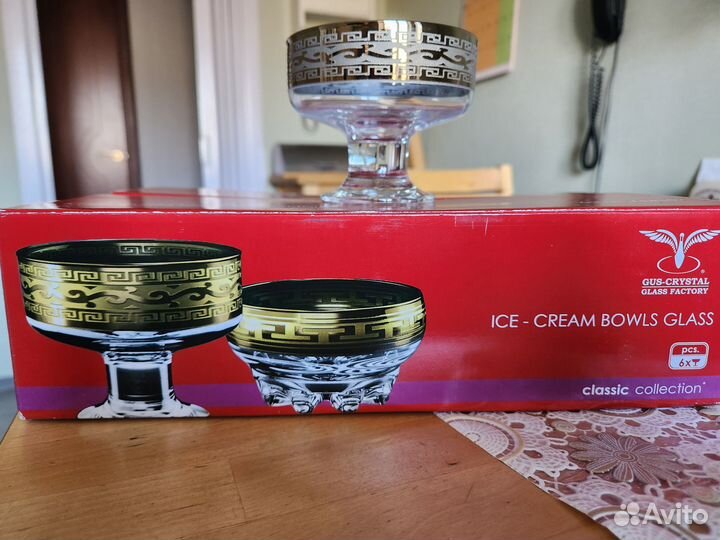 GUS-CRYSTAL
GLASS FACTORY
ICE - CREAM BOWLS GLASS
pcs.
6x
classic collection
Avito